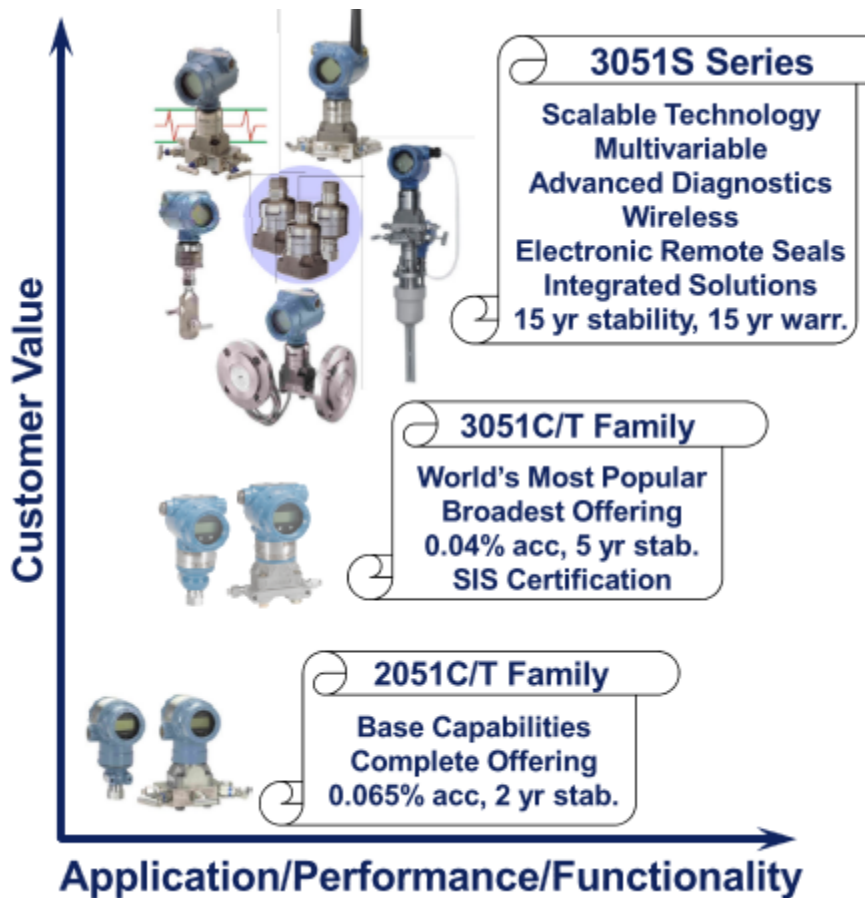 3051S Series
Scalable Technology
Multivariable
Advanced Diagnostics
Wireless
Electronic Remote Seals
Integrated Solutions
15 yr stability, 15 yr warr.
3051C/T Family
World's Most Popular
Broadest Offering
0.04% acc, 5 yr stab.
SIS Certification
2051C/T Family
Base Capabilities
Complete Offering
0.065% acc, 2 yr stab.
Customer Value
Application/Performance/Functionality